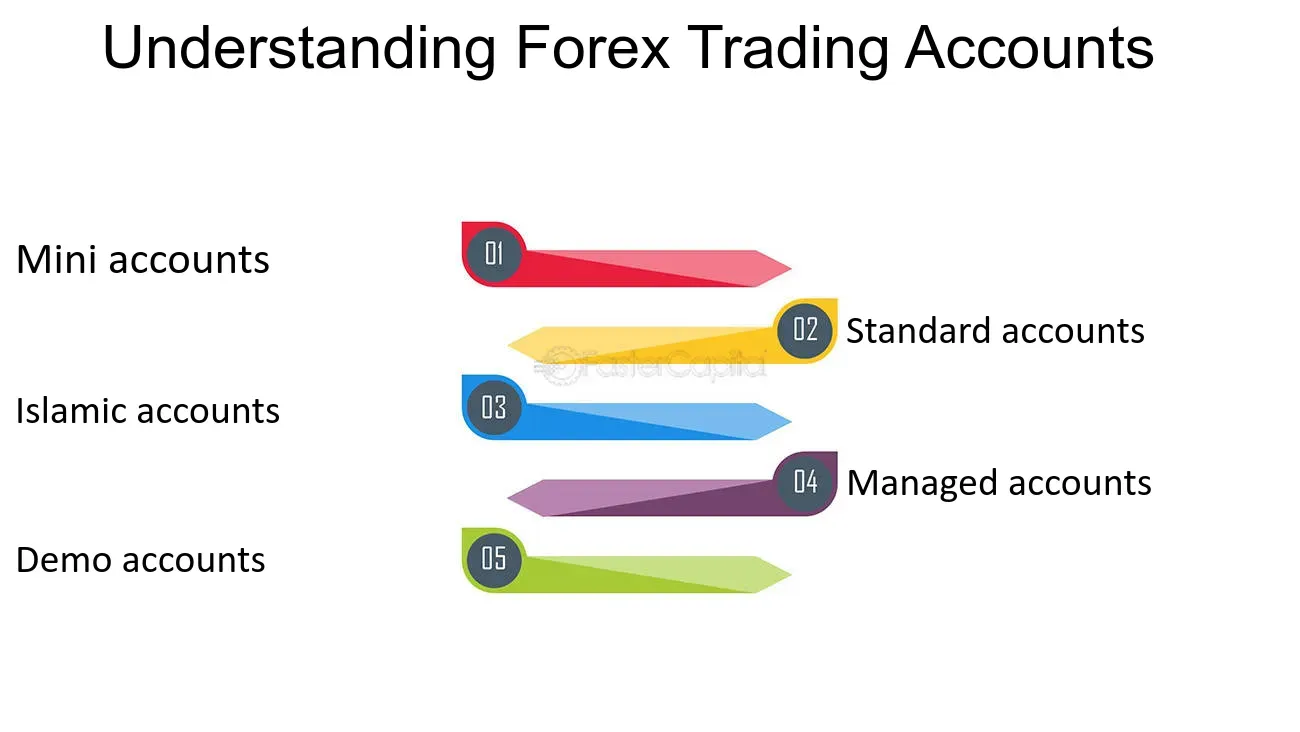 Understanding Forex Trading Accounts
Mini accounts
01
02
Standard accounts
FasterCapital
Islamic accounts
03
04
Managed accounts
Demo accounts
05